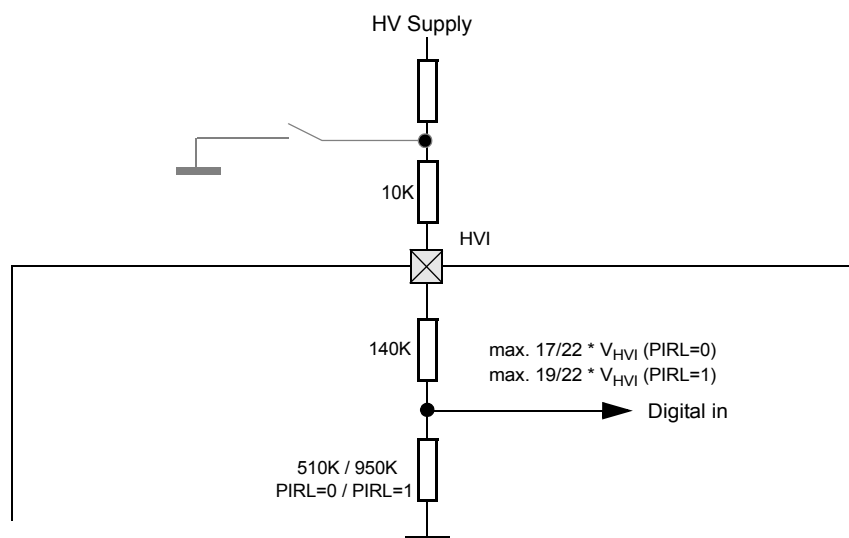 HV Supply
10K
HVI
140K
max. 17/22 * VHVI (PIRL=0)
max. 19/22 * VHVI (PIRL=1)
Digital in
510K / 950K
PIRL=0 / PIRL=1